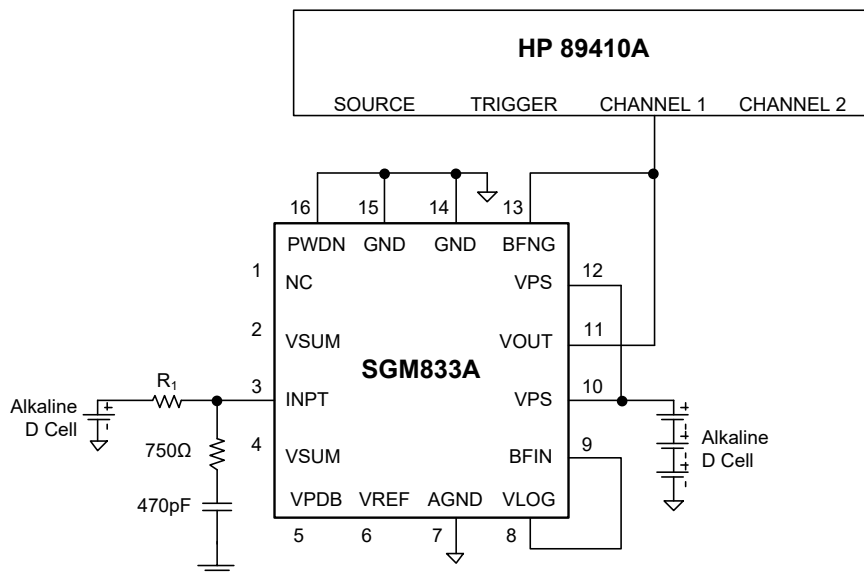 HP 89410A
SOURCE TRIGGER CHANNEL 1 CHANNEL 2
16 15 14 13
PWDN GND GND BFNG
1 NC VPS 12
2 VSUM VOUT 11
SGM833A
R₁
3 INPT VPS 10
Alkaline
D Cell
+
-
750Ω
4 VSUM BFIN 9
+
-
+
-
+
-
Alkaline
D Cell
470pF
VPDB VREF AGND VLOG
5 6 7 8